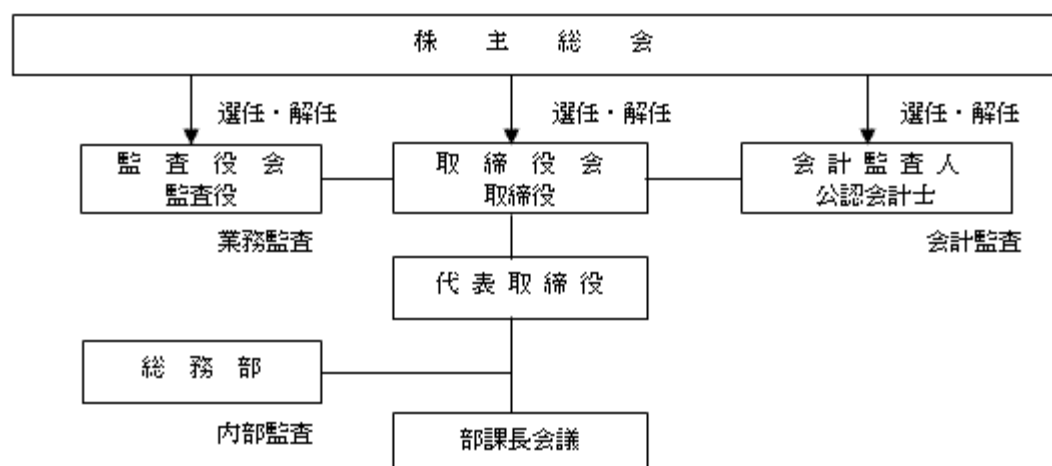 株主総会
選任・解任
選任・解任
選任・解任
監査役会
監査役
取締役会
取締役
会計監査人
公認会計士
業務監査
会計監査
代表取締役
総務部
内部監査
部課長会議